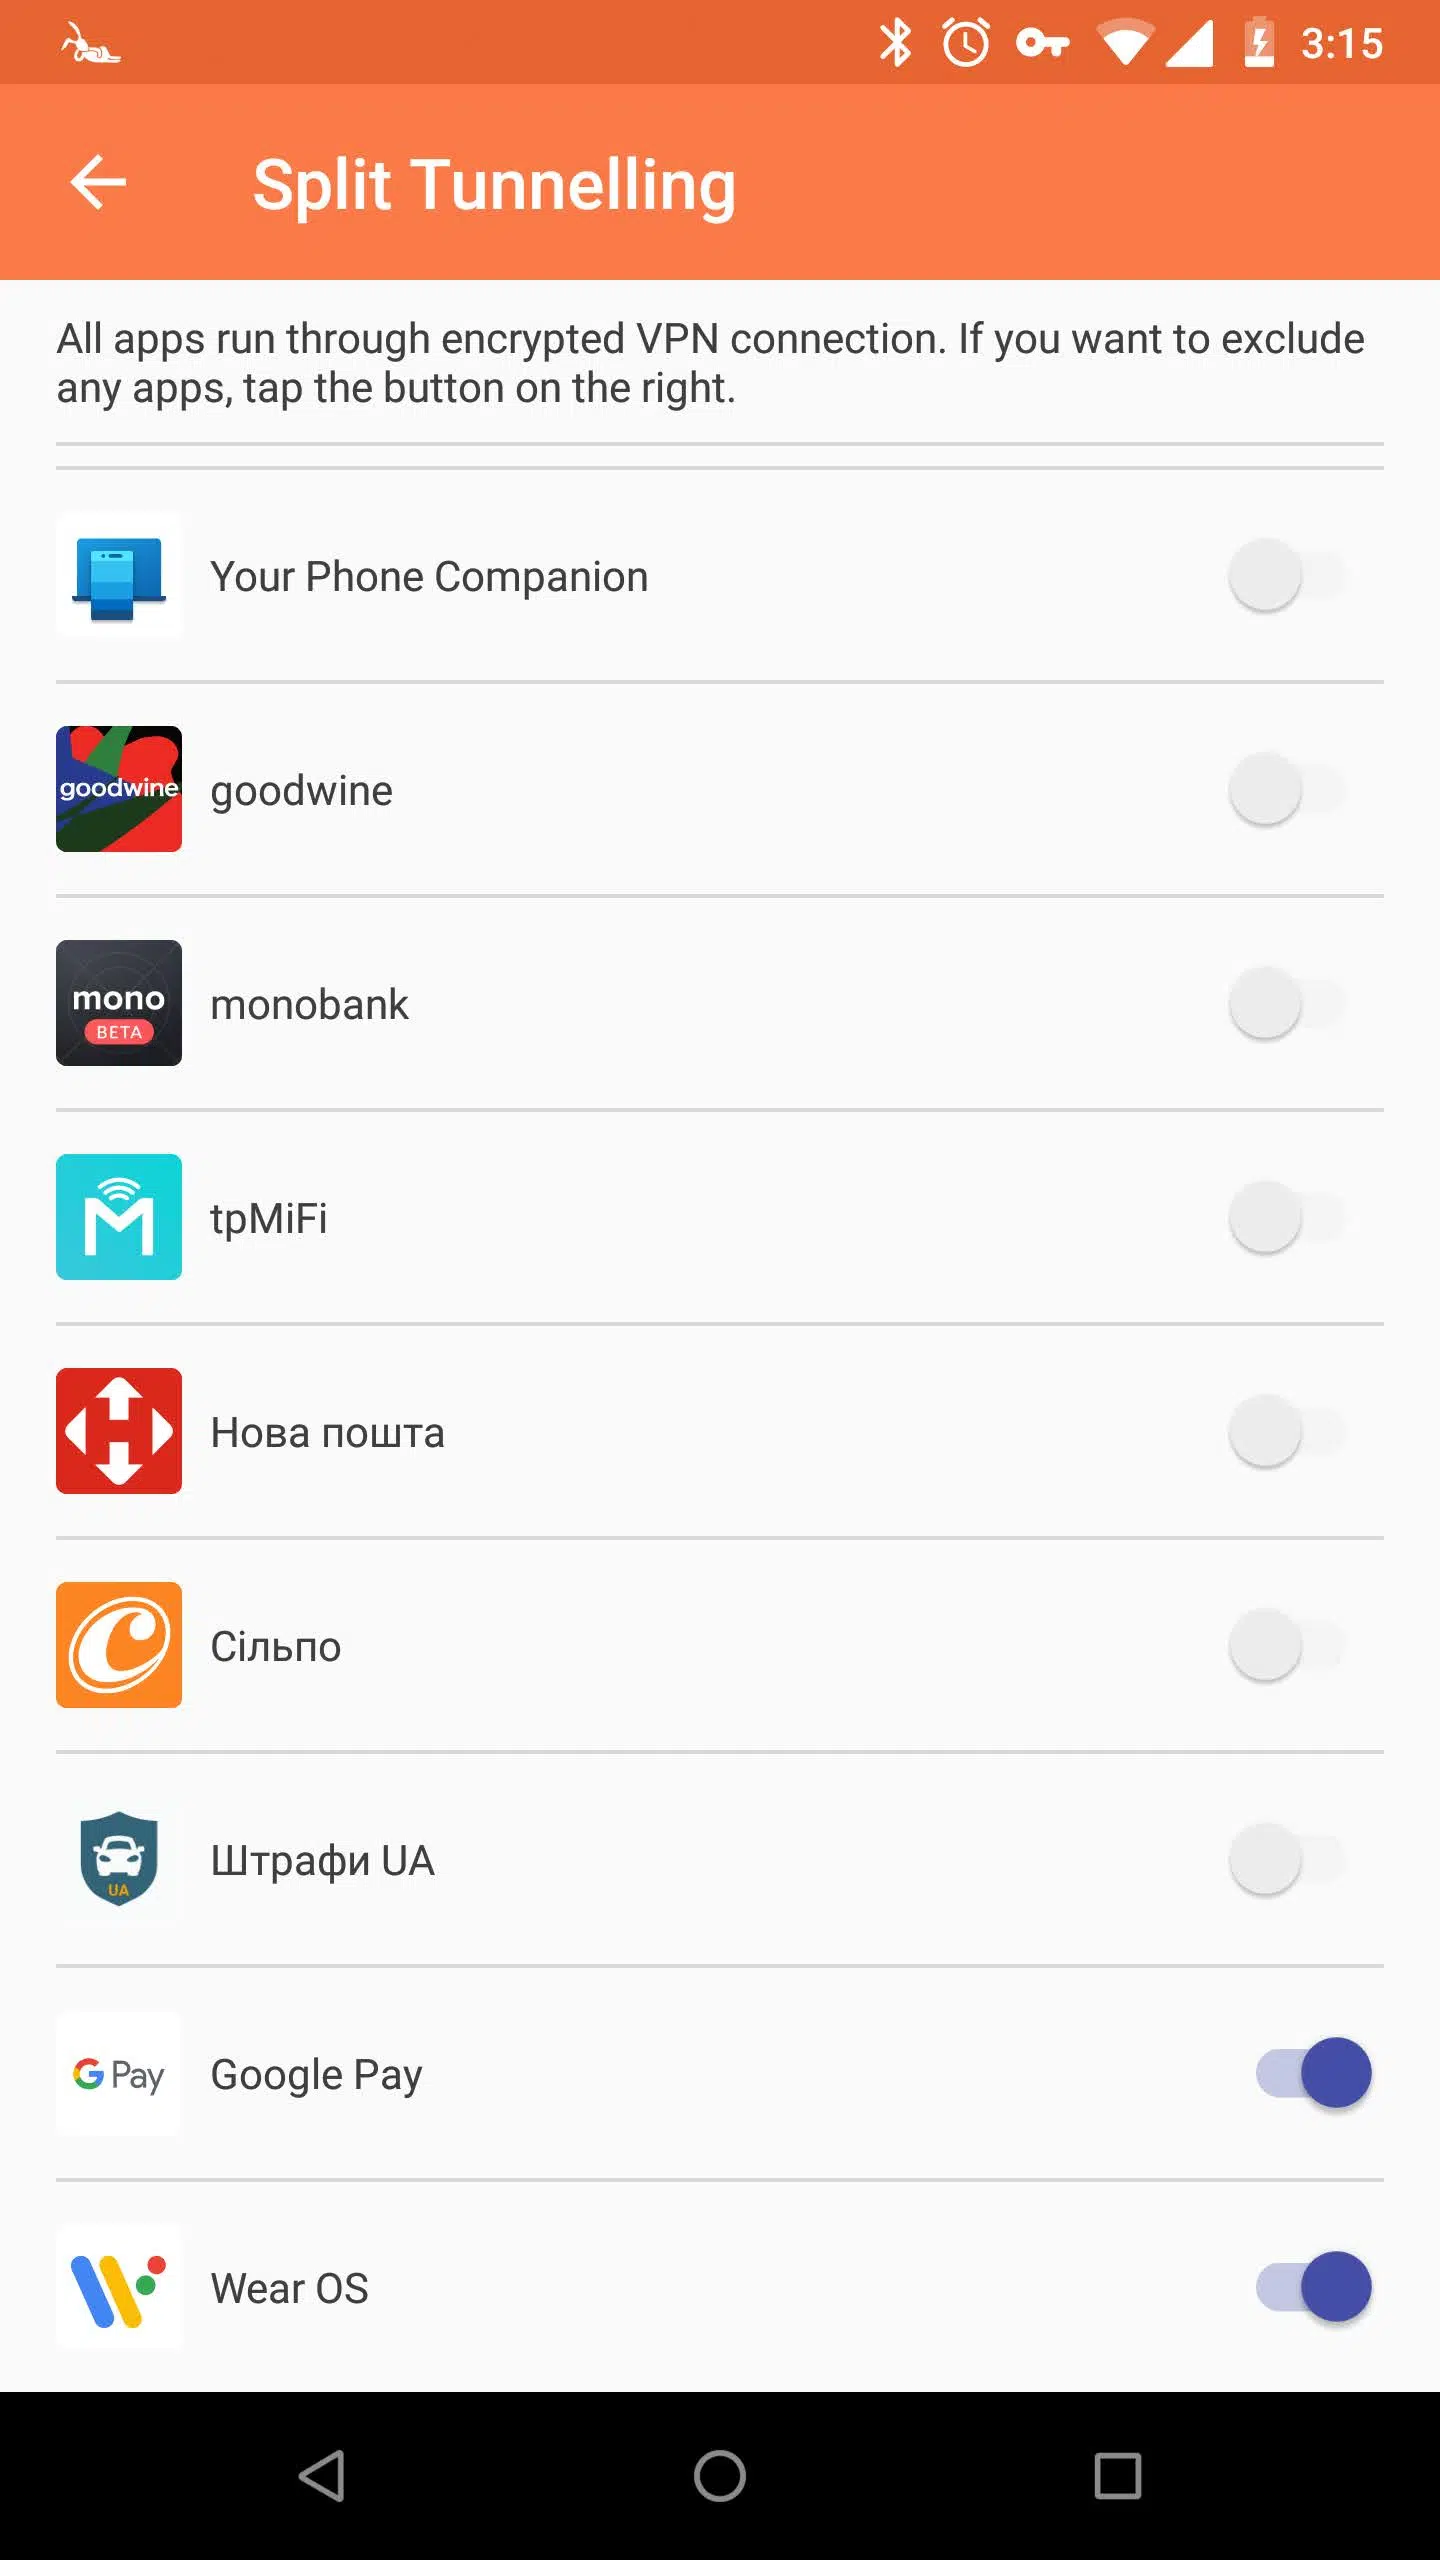 3:15
Split Tunnelling
All apps run through encrypted VPN connection. If you want to exclude
any apps, tap the button on the right.
Your Phone Companion
goodwine
goodwine
mono
BETA
monobank
tpMiFi
Нова пошта
Сільпо
UA
Штрафи UA
G Pay
Google Pay
Wear OS